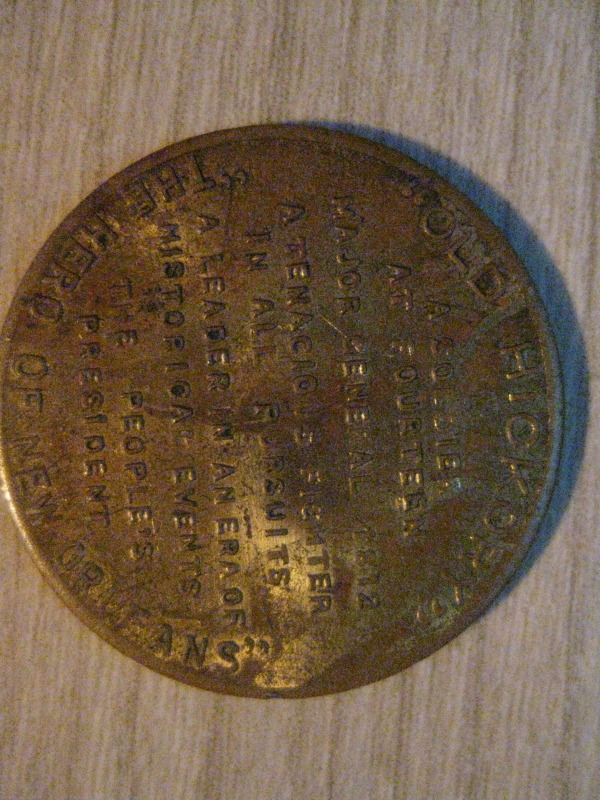 "OLD HICKORY"
A SOLDIER
AT FOURTEEN
MAJOR GENERAL 1812
A TENACIOUS FIGHTER
IN ALL PURSUITS
A LEADER IN AN ERA OF
HISTORICAL EVENTS
THE PEOPLE'S
PRESIDENT
"THE HERO OF NEW ORLEANS"